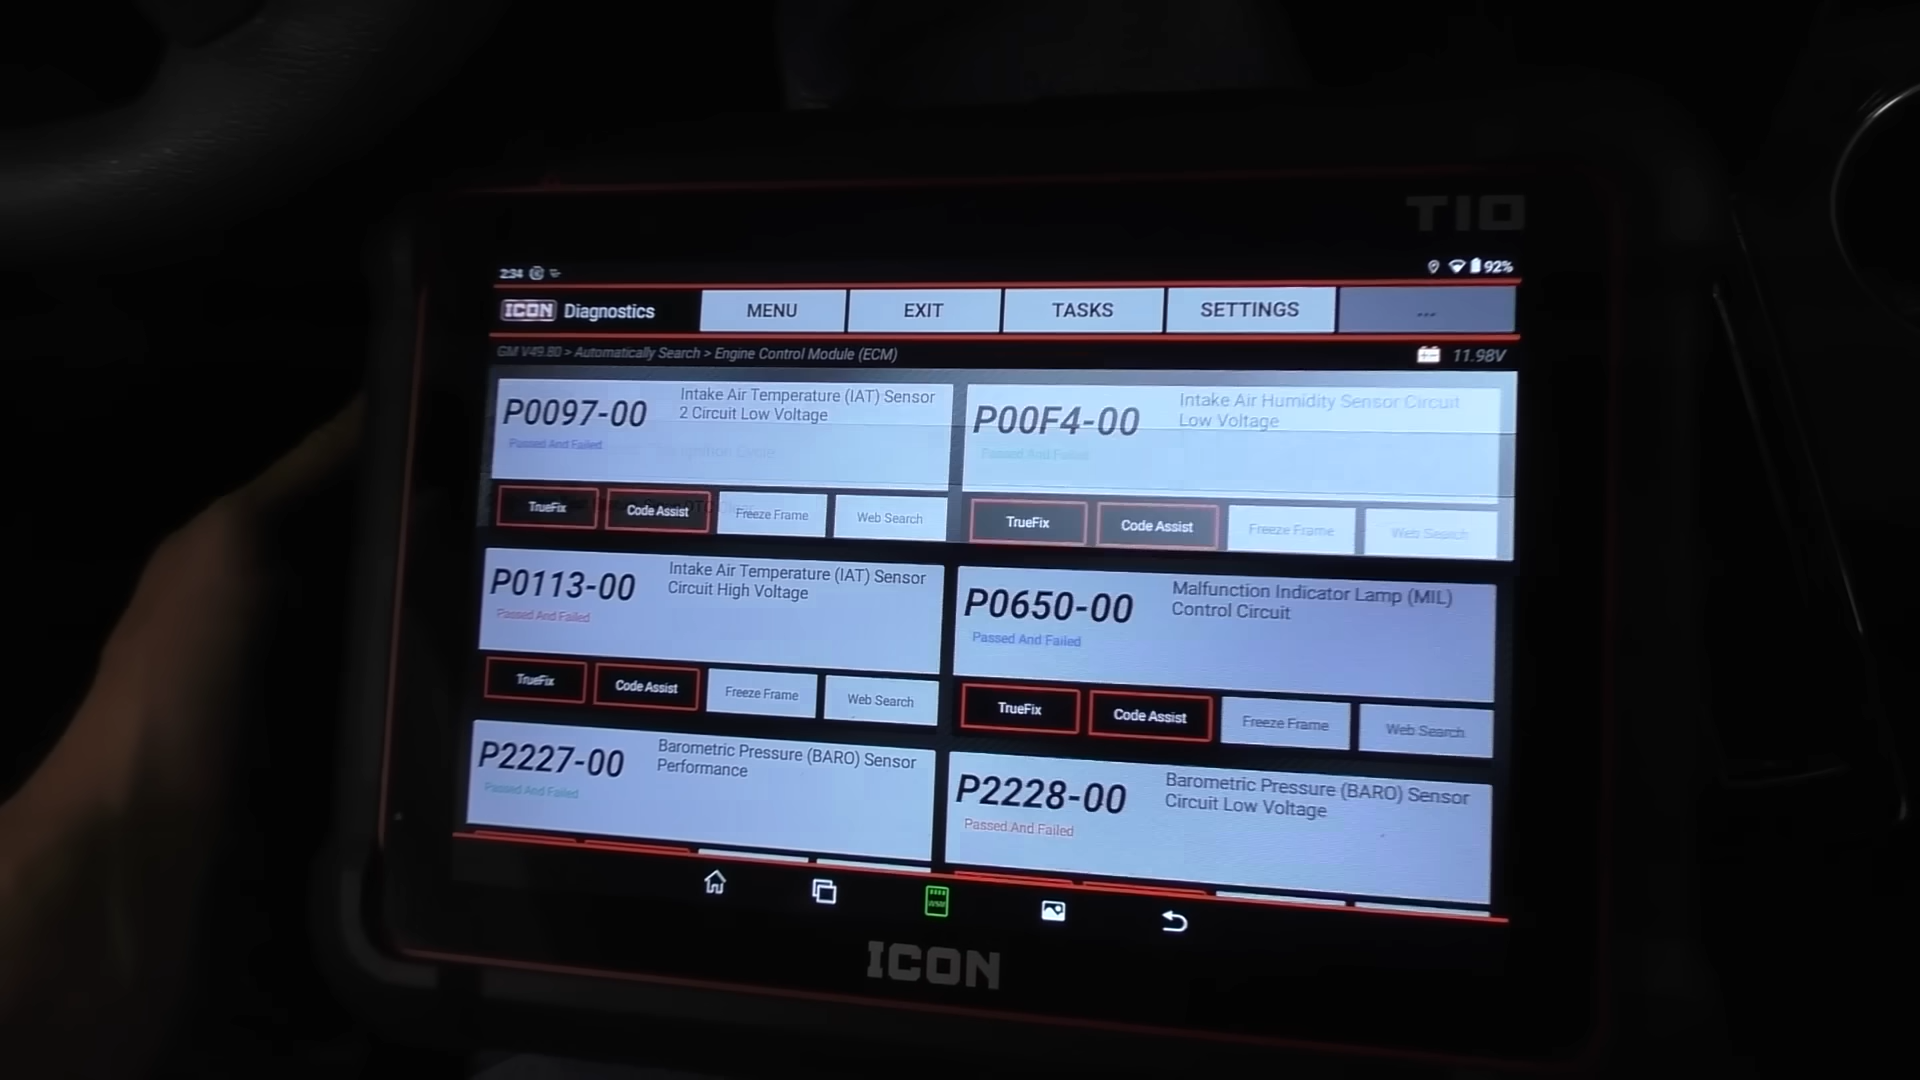 T10
2:34
92%
ICON Diagnostics
MENU
EXIT
TASKS
SETTINGS
...
GM V49.80 > Automatically Search > Engine Control Module (ECM)
11.98V
P0097-00
Intake Air Temperature (IAT) Sensor
2 Circuit Low Voltage
Passed And Failed
Ignition Cycle
TrueFix
Code Assist
Freeze Frame
Web Search
P00F4-00
Intake Air Humidity Sensor Circuit
Low Voltage
Passed And Failed
TrueFix
Code Assist
Freeze Frame
Web Search
P0113-00
Intake Air Temperature (IAT) Sensor
Circuit High Voltage
Passed And Failed
TrueFix
Code Assist
Freeze Frame
Web Search
P0650-00
Malfunction Indicator Lamp (MIL)
Control Circuit
Passed And Failed
TrueFix
Code Assist
Freeze Frame
Web Search
P2227-00
Barometric Pressure (BARO) Sensor
Performance
Passed And Failed
P2228-00
Barometric Pressure (BARO) Sensor
Circuit Low Voltage
Passed And Failed
ICON